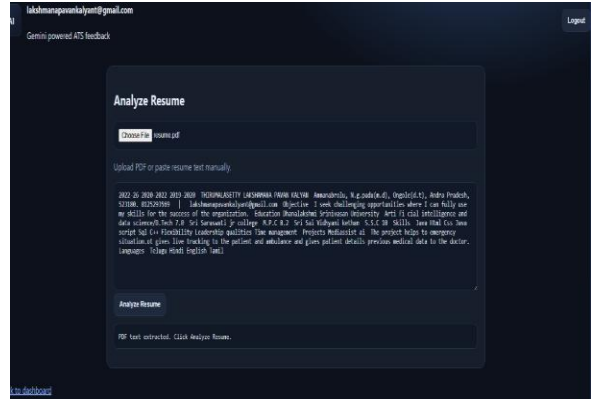 lakshmanapavankalyant@gmail.com
AI
Logout
Gemini powered ATS feedback
Analyze Resume
Choose File resume.pdf
Upload PDF or paste resume text manually.
2022-26 2020-2022 2019-2020 THIRUMALASETTY LAKSHMANA PAVAN KALYAN Ammanabrolu, N.g.padu(m.d), Ongole(d.t), Andra Pradesh,
523180. | lakshmanapavankalyant@gmail.com Objective I seek challenging opportunities where I can fully use
my skills for the success of the organization. Education Dhanalakshmi Srinivasan University Arti fi cial intelligence and
data science/B.Tech 7.0 Sri Saraswati jr college M.P.C 8.2 Sri Sai Vidhyani kethan S.S.C 10 Skills Java Html Css Java
script Sql C++ Flexibility Leadership qualitics Time management Projects Mediassist ai The project helps to emergency
situation.at gives live tracking to the patient and ambulance and gives patient details previous medical data to the doctor.
Languages Telugu Hindi English Tamil
Analyze Resume
PDF text extracted. Click Analyze Resume.
k to dashboard